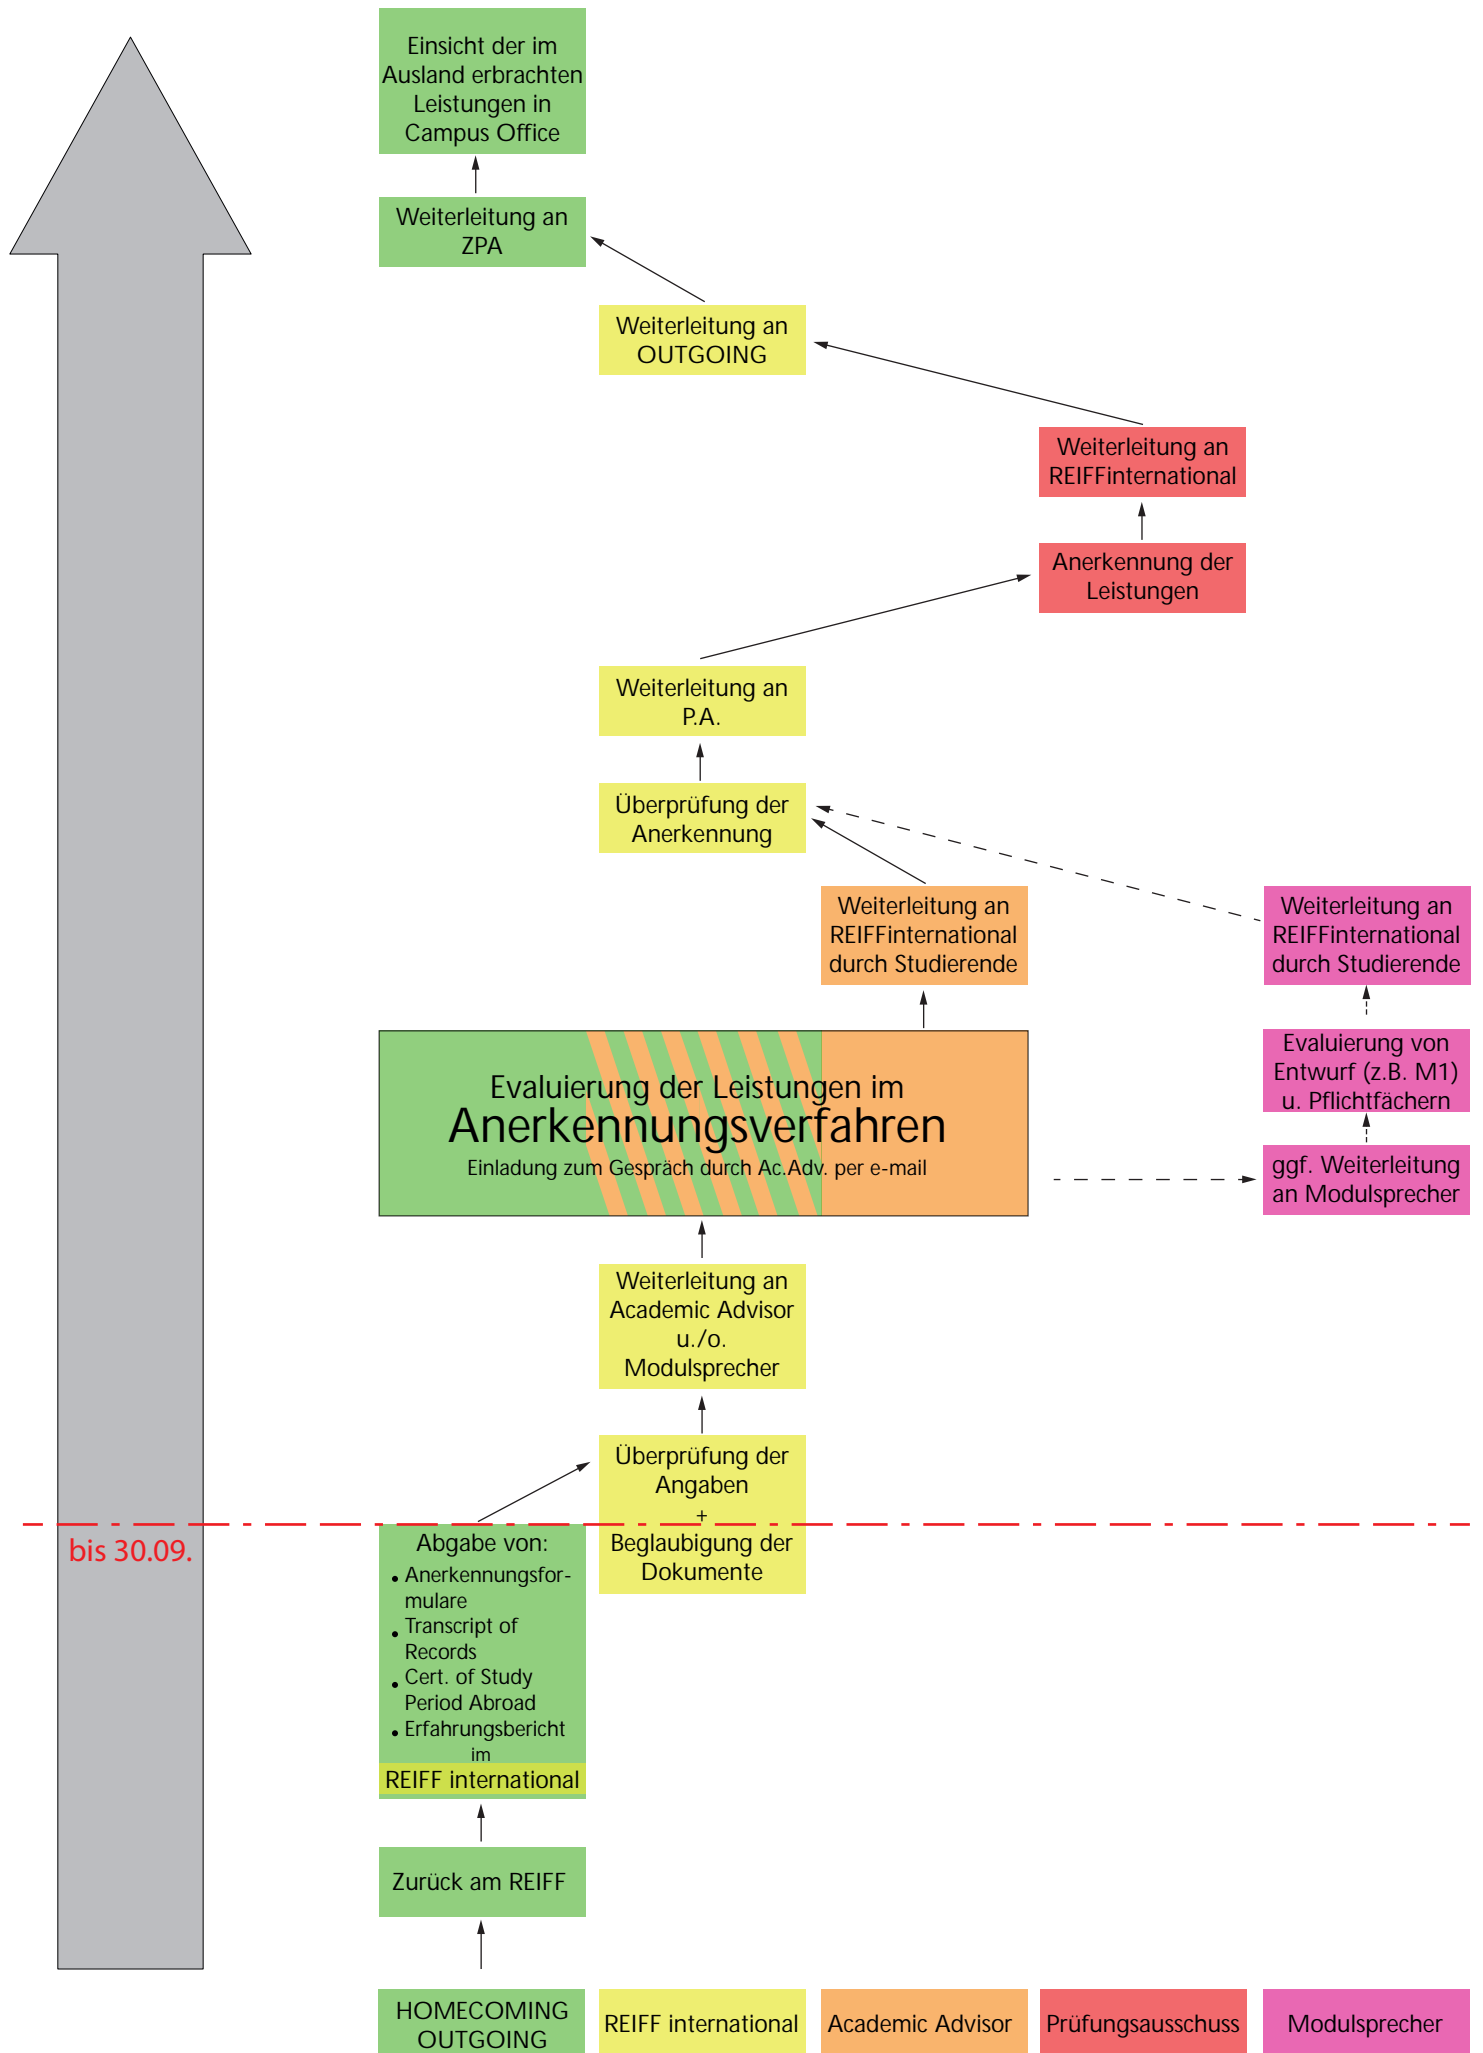 Einsicht der im
Ausland erbrachten
Leistungen in
Campus Office
Weiterleitung an
ZPA
Weiterleitung an
OUTGOING
Weiterleitung an
REIFFinternational
Anerkennung der
Leistungen
Weiterleitung an
P.A.
Überprüfung der
Anerkennung
Weiterleitung an
REIFFinternational
durch Studierende
Weiterleitung an
REIFFinternational
durch Studierende
Evaluierung der Leistungen im
Anerkennungsverfahren
Einladung zum Gespräch durch Ac.Adv. per e-mail
Evaluierung von
Entwurf (z.B. M1)
u. Pflichtfächern
ggf. Weiterleitung
an Modulsprecher
Weiterleitung an
Academic Advisor
u./o.
Modulsprecher
Überprüfung der
Angaben
+
Beglaubigung der
Dokumente
bis 30.09.
Abgabe von:
• Anerkennungsfor-
mulare
• Transcript of
Records
• Cert. of Study
Period Abroad
• Erfahrungsbericht
im
REIFF international
Zurück am REIFF
HOMECOMING
OUTGOING
REIFF international
Academic Advisor
Prüfungsausschuss
Modulsprecher